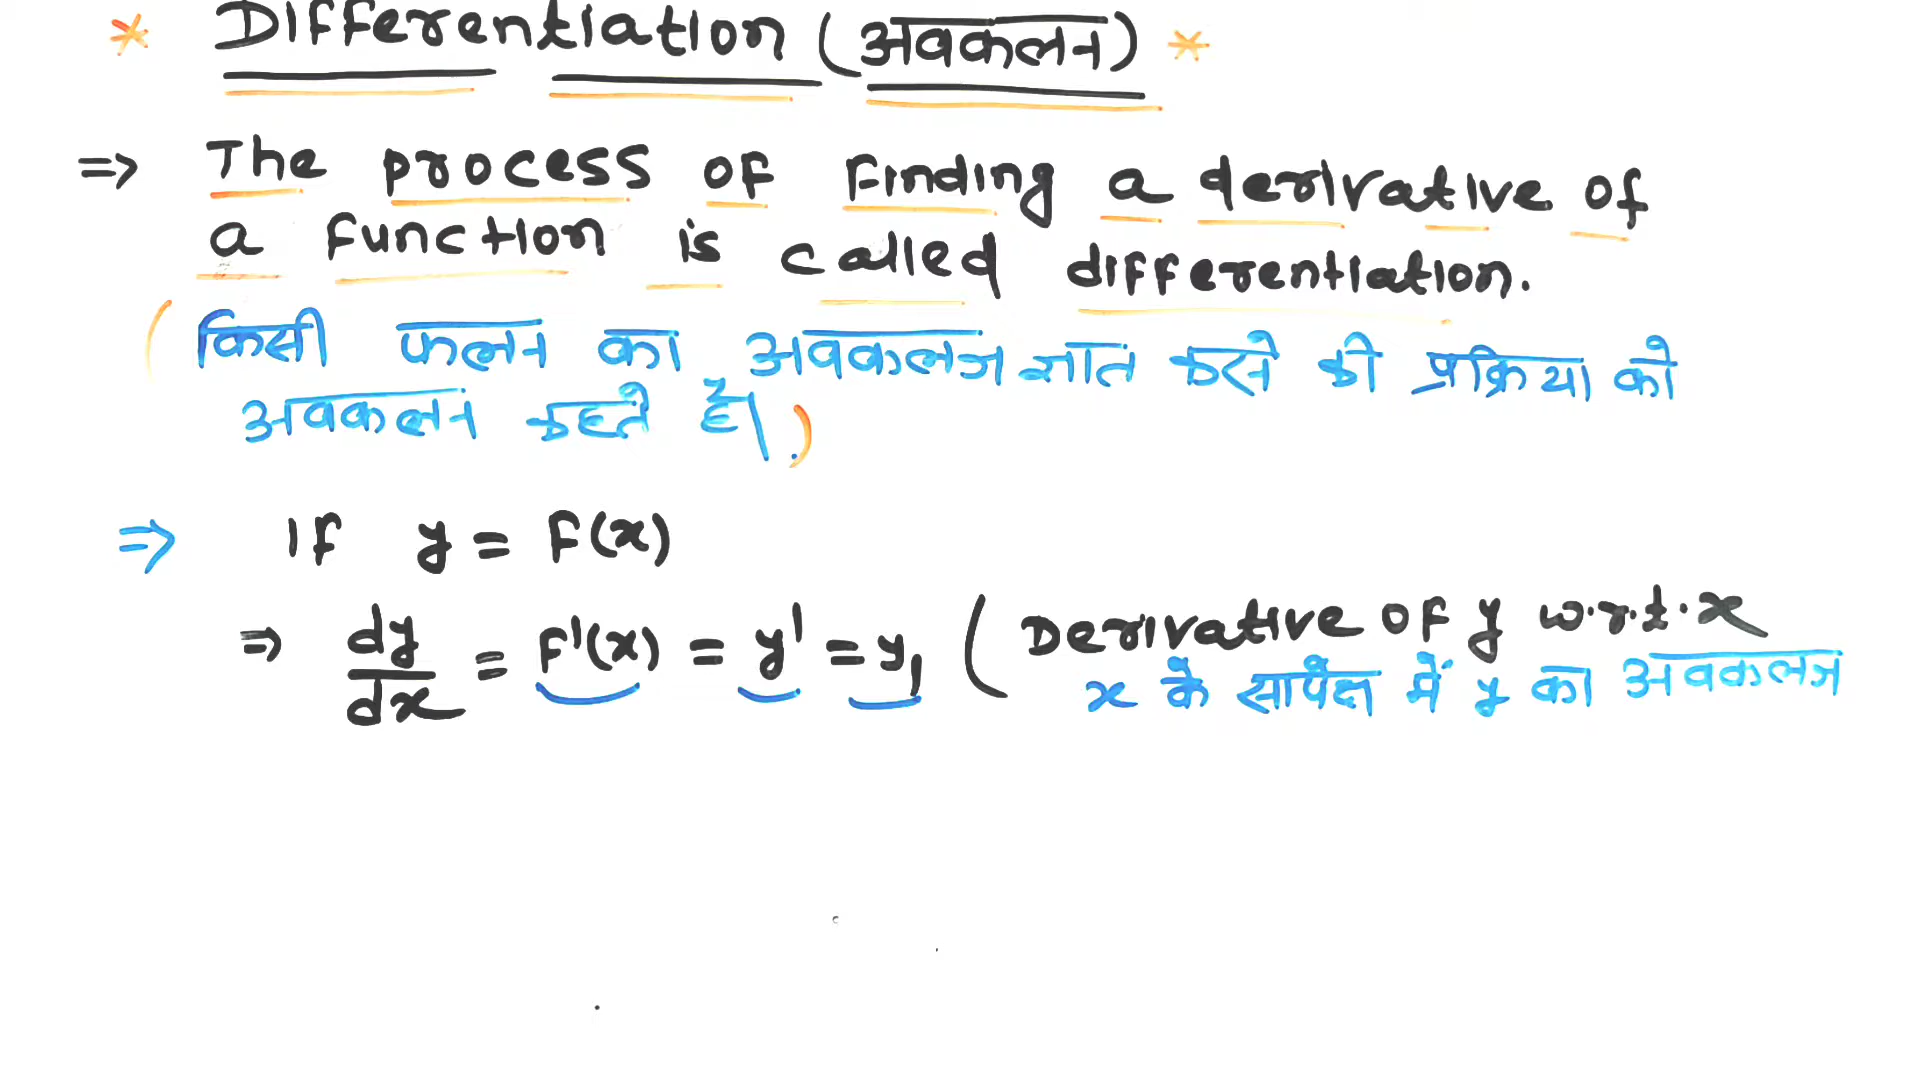 * Differentiation (अवकलन) *
=> The process of finding a derivative of
a function is called differentiation.
(किसी फलन का अवकलज ज्ञात करने की प्रक्रिया को
अवकलन कहते हैं।)
=> If y = F(x)
=> dy/dx = F'(x) = y' = y₁ ( Derivative of y w.r.t. x
x के सापेक्ष में y का अवकलज